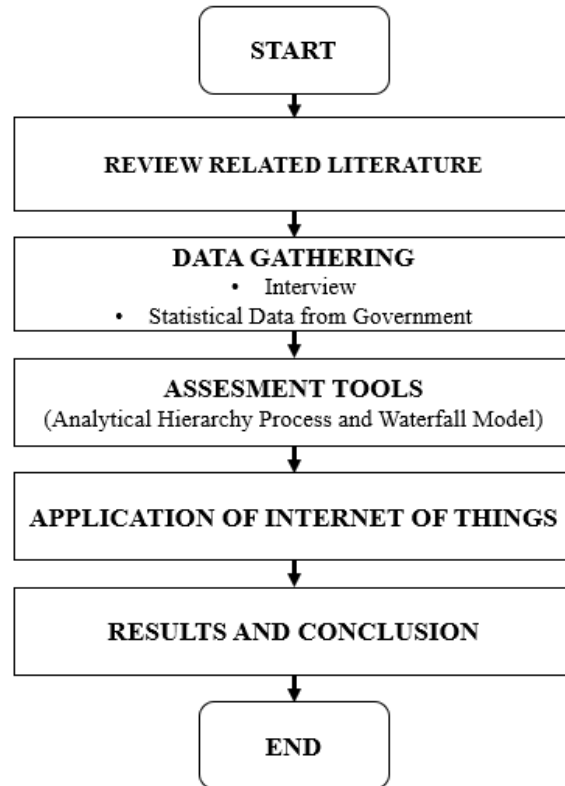 START
REVIEW RELATED LITERATURE
DATA GATHERING
• Interview
• Statistical Data from Government
ASSESMENT TOOLS
(Analytical Hierarchy Process and Waterfall Model)
APPLICATION OF INTERNET OF THINGS
RESULTS AND CONCLUSION
END